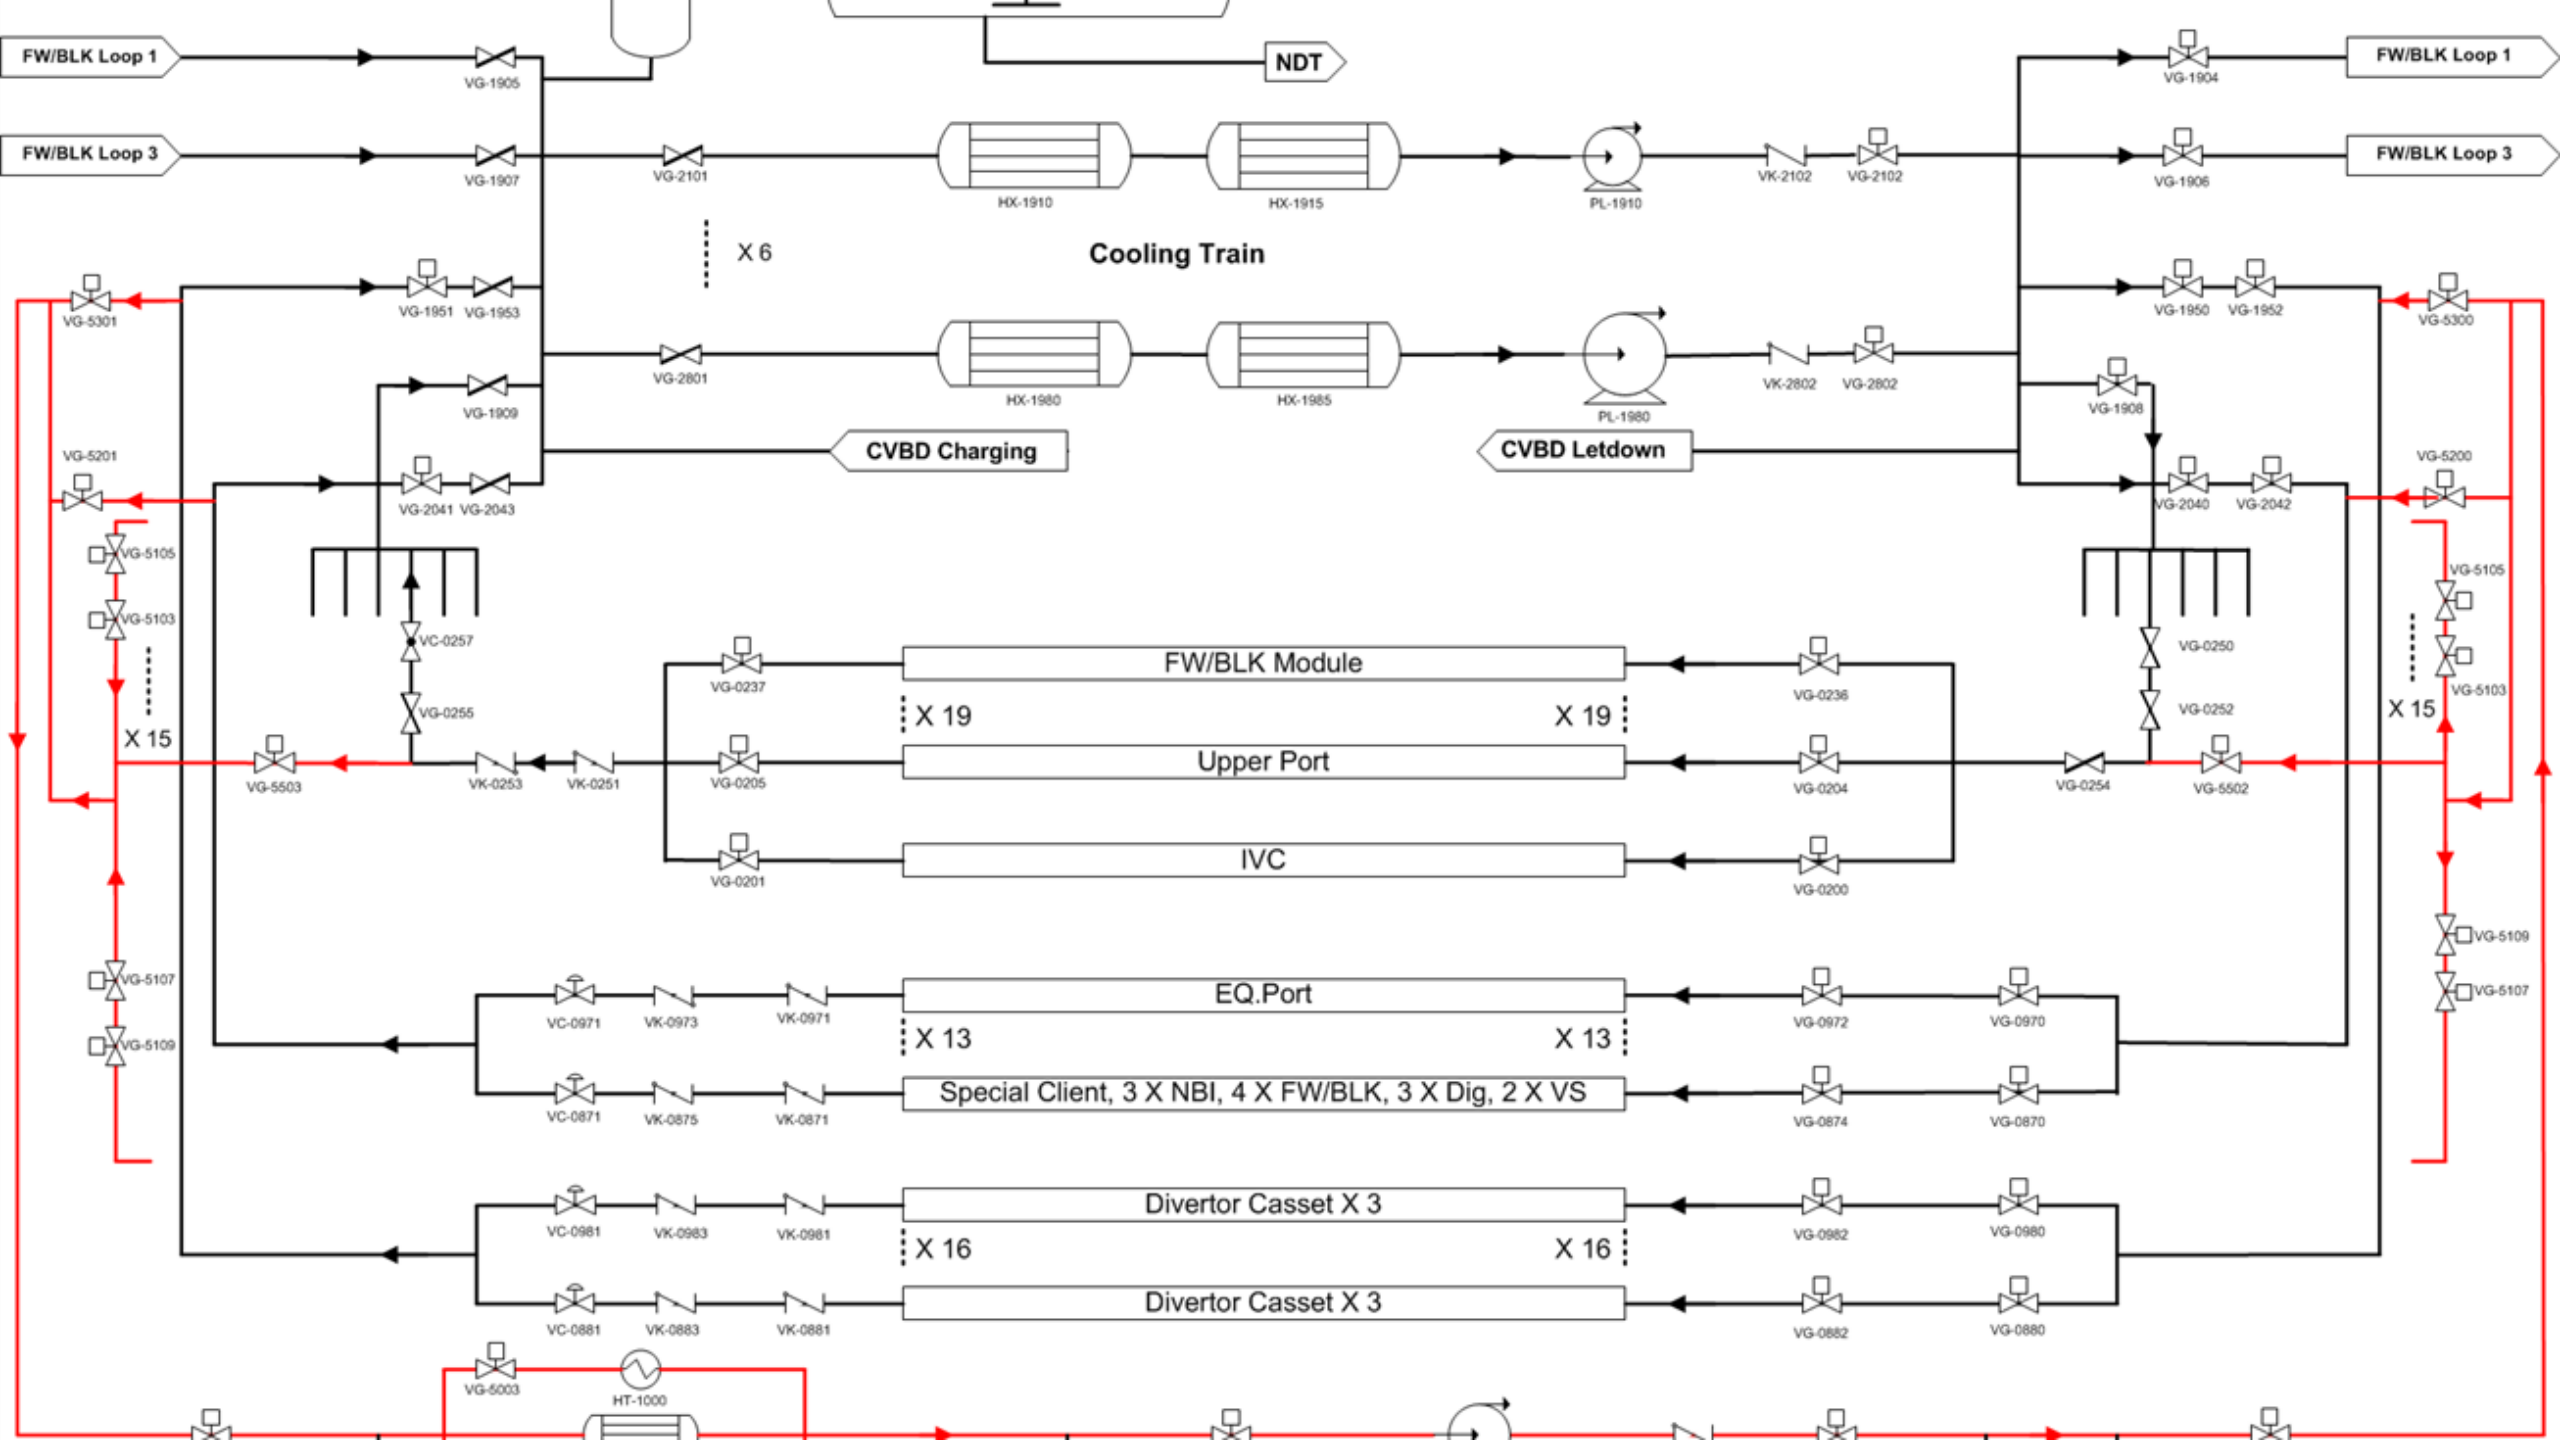 FW/BLK Loop 1
VG-1905
NDT
VG-1904
FW/BLK Loop 1
FW/BLK Loop 3
VG-1907
VG-2101
HX-1910
HX-1915
PL-1910
VK-2102
VG-2102
VG-1906
FW/BLK Loop 3
X 6
Cooling Train
VG-5301
VG-1951
VG-1953
VG-1950
VG-1952
VG-5300
VG-1909
VG-2801
HX-1980
HX-1985
PL-1980
VK-2802
VG-2802
VG-1908
CVBD Charging
CVBD Letdown
VG-5201
VG-5200
VG-2041
VG-2043
VG-2040
VG-2042
VG-5105
VG-5105
VG-5103
VC-0257
VG-0250
FW/BLK Module
VG-0237
VG-0236
VG-5103
VG-0255
VG-0252
X 19
X 19
X 15
X 15
VG-5503
VK-0253
VK-0251
VG-0205
Upper Port
VG-0204
VG-0254
VG-5502
IVC
VG-0201
VG-0200
VG-5109
VG-5107
VG-5107
EQ.Port
VC-0971
VK-0973
VK-0971
VG-0972
VG-0970
X 13
X 13
VG-5109
Special Client, 3 X NBI, 4 X FW/BLK, 3 X Dig, 2 X VS
VC-0871
VK-0875
VK-0871
VG-0874
VG-0870
Divertor Casset X 3
VC-0981
VK-0983
VK-0981
VG-0982
VG-0980
X 16
X 16
Divertor Casset X 3
VC-0881
VK-0883
VK-0881
VG-0882
VG-0880
VG-5003
HT-1000